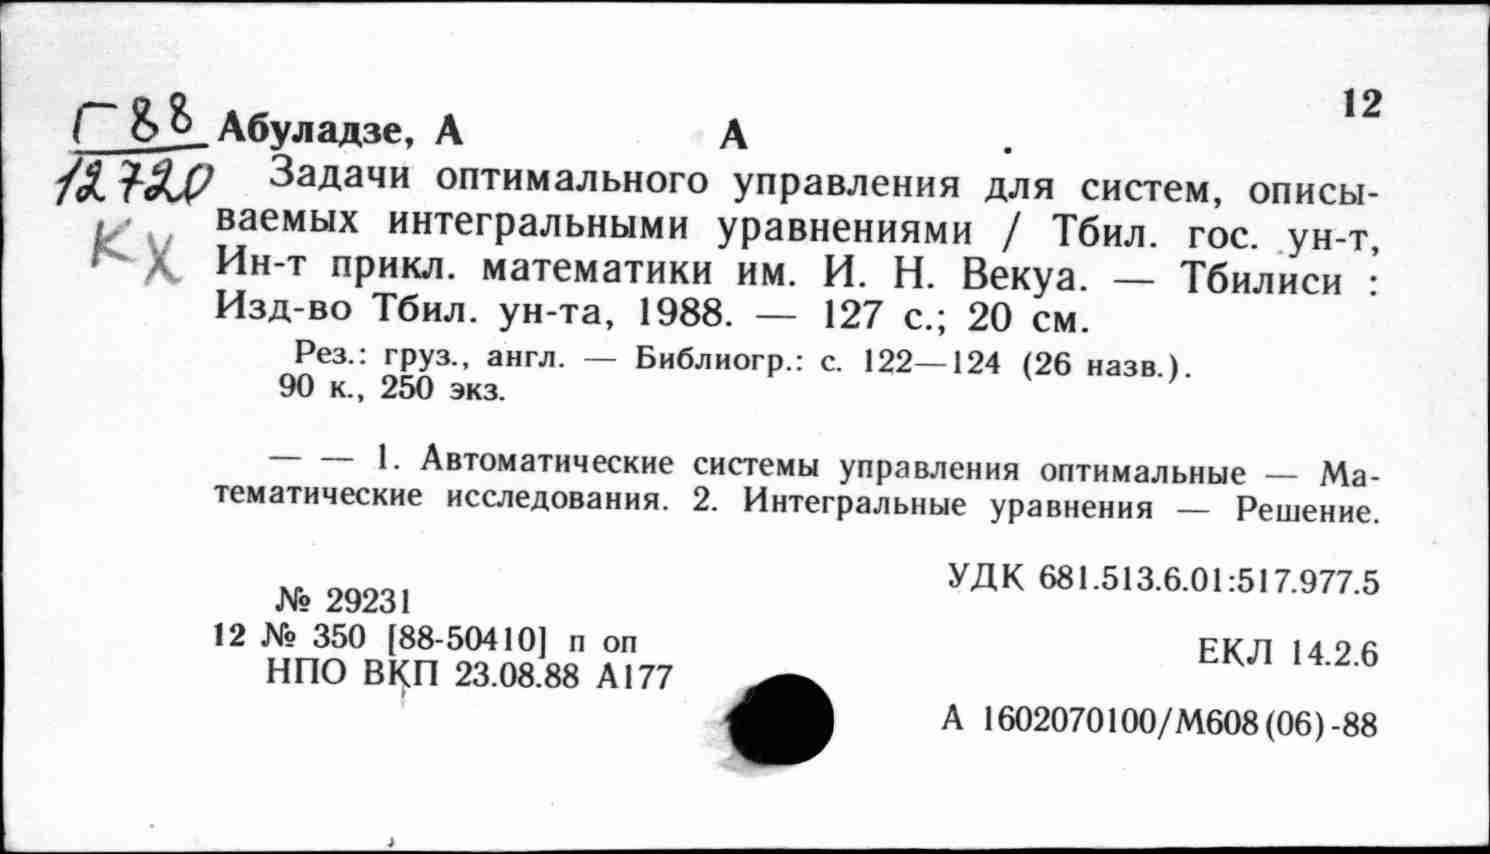 12
Г 88 Абуладзе, А А .
12720 Задачи оптимального управления для систем, описы-
КХ ваемых интегральными уравнениями / Тбил. гос. ун-т,
Ин-т прикл. математики им. И. Н. Векуа. — Тбилиси :
Изд-во Тбил. ун-та, 1988. — 127 с.; 20 см.
Рез.: груз., англ. — Библиогр.: с. 122—124 (26 назв.).
90 к., 250 экз.
— — 1. Автоматические системы управления оптимальные — Ма-
тематические исследования. 2. Интегральные уравнения — Решение.
УДК 681.513.6.01:517.977.5
№ 29231
12 № 350 [88-50410] п оп
ЕКЛ 14.2.6
НПО ВКП 23.08.88 А177
А 1602070100/М608(06)-88